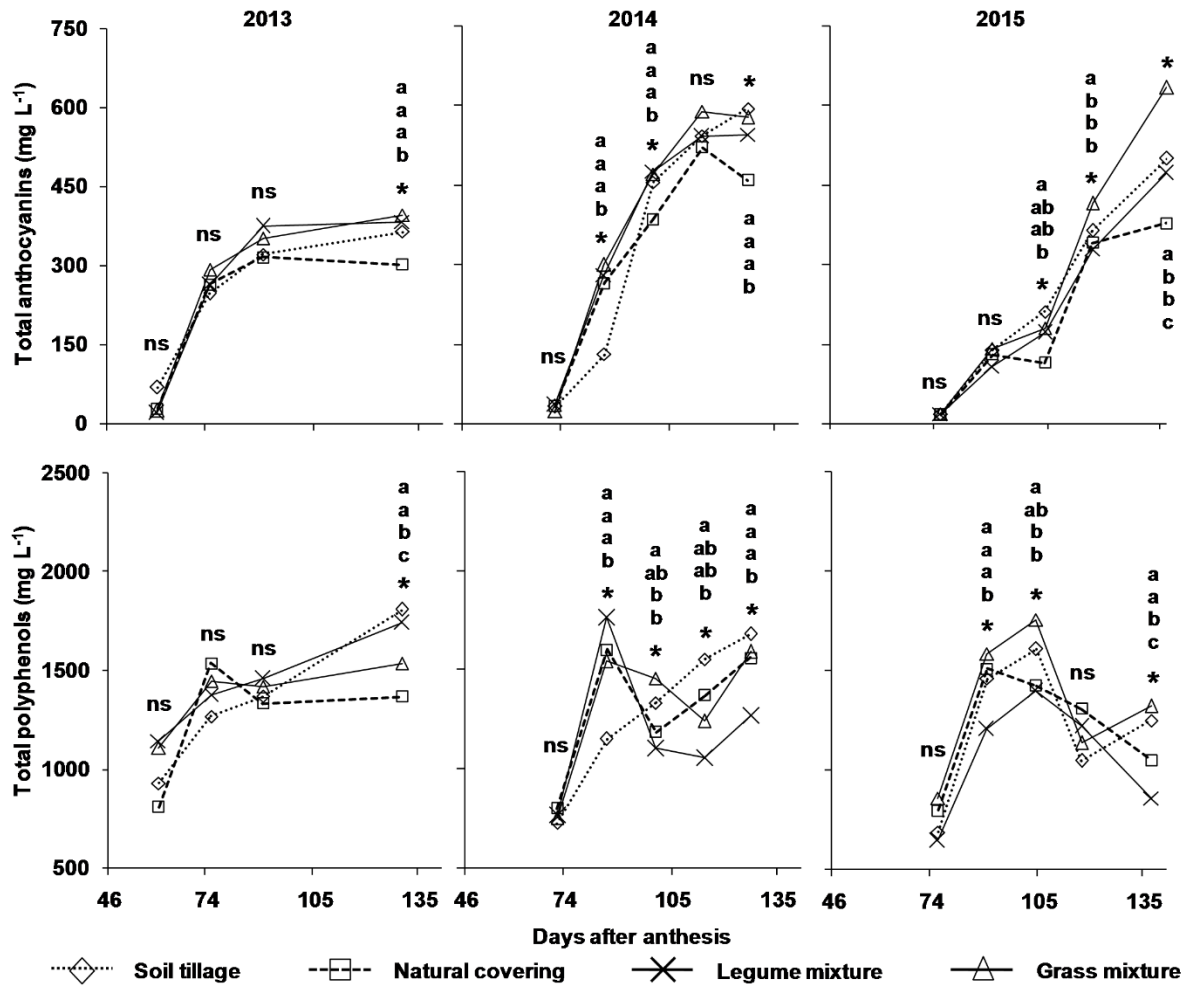 2013
2014
2015
Total anthocyanins (mg L-1)
750
600
450
300
150
0
ns
ns
ns
a
a
a
b
*
ns
a
a
a
b
*
a
a
a
b
*
ns
*
a
a
a
b
ns
ns
a
ab
ab
b
*
a
b
b
b
*
*
a
b
b
c
Total polyphenols (mg L-1)
2500
2000
1500
1000
500
ns
ns
ns
a
a
b
c
*
ns
a
a
a
b
*
a
ab
b
b
*
a
ab
ab
b
*
a
a
a
b
*
ns
a
a
a
b
*
a
ab
b
b
*
ns
a
a
b
c
*
46 74 105 135
46 74 105 135
46 74 105 135
Days after anthesis
Soil tillage
Natural covering
Legume mixture
Grass mixture